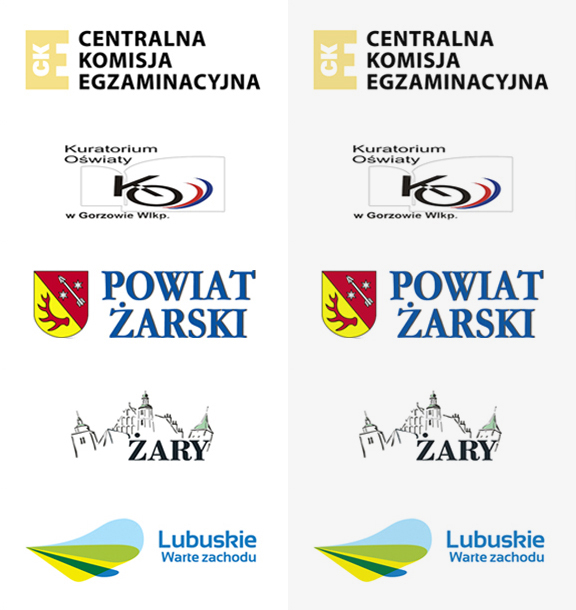 CKE
CENTRALNA
KOMISJA
EGZAMINACYJNA
Kuratorium
Oświaty
KO
w Gorzowie Wlkp.
POWIAT
ŻARSKI
ŻARY
Lubuskie
Warte zachodu
CKE
CENTRALNA
KOMISJA
EGZAMINACYJNA
Kuratorium
Oświaty
KO
w Gorzowie Wlkp.
POWIAT
ŻARSKI
ŻARY
Lubuskie
Warte zachodu